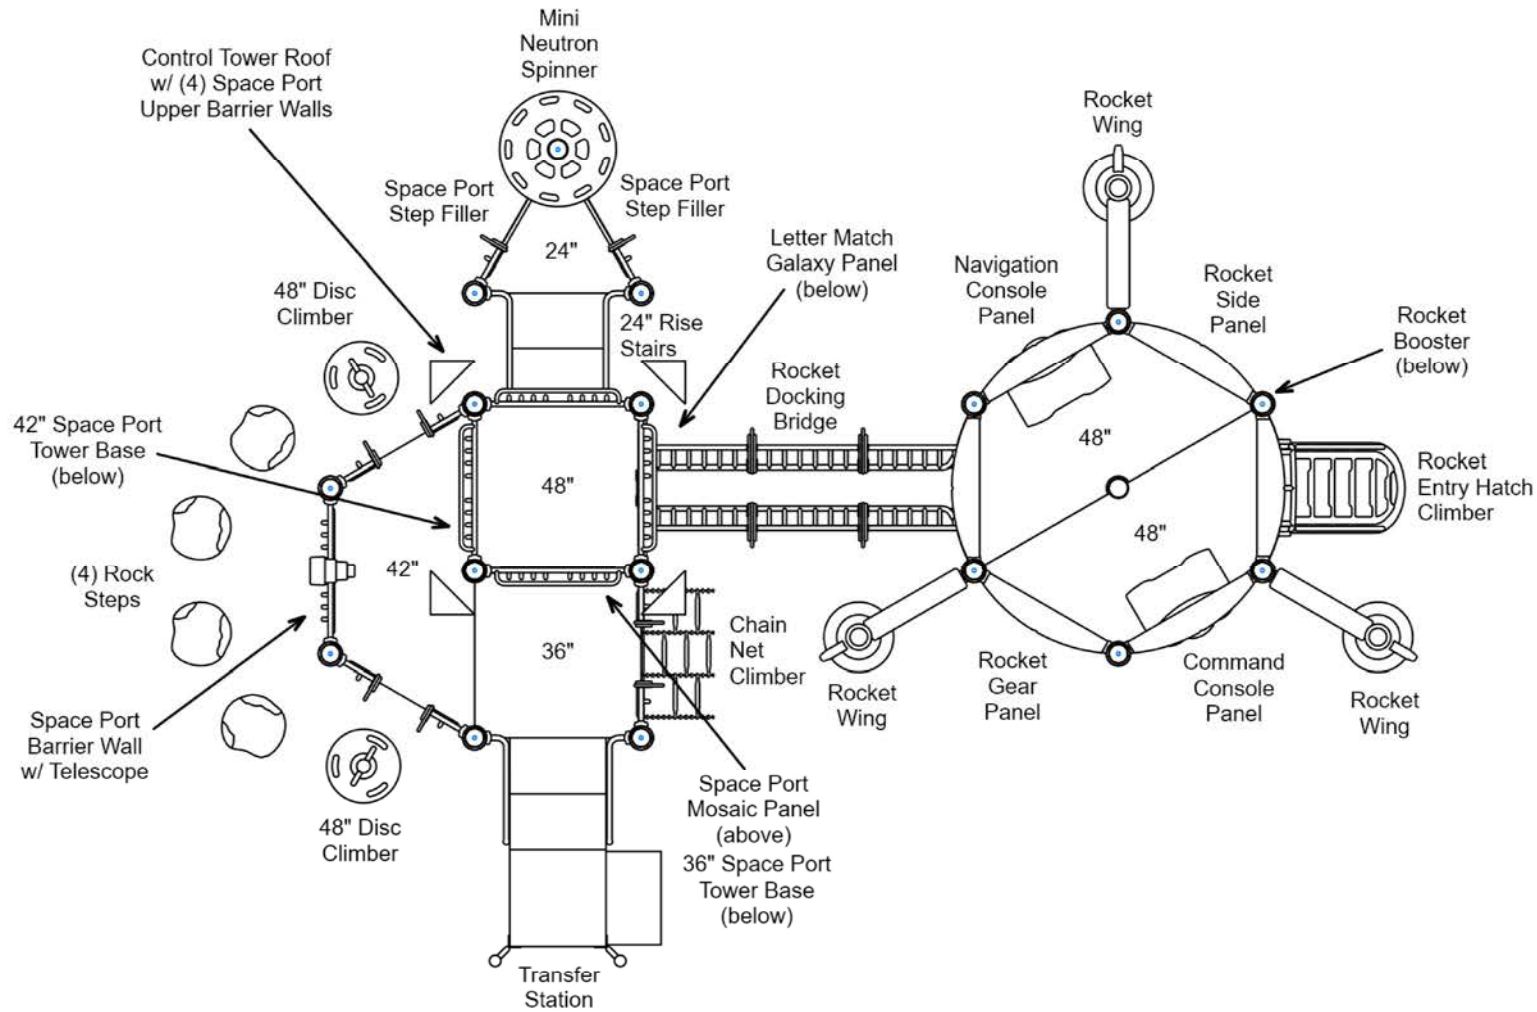 Mini
Neutron
Spinner
Control Tower Roof
w/ (4) Space Port
Upper Barrier Walls
Rocket
Wing
Space Port
Step Filler
Space Port
Step Filler
24"
Letter Match
Galaxy Panel
(below)
Navigation
Console
Panel
Rocket
Side
Panel
48" Disc
Climber
24" Rise
Stairs
Rocket
Booster
(below)
Rocket
Docking
Bridge
42" Space Port
Tower Base
(below)
48"
48"
Rocket
Entry Hatch
Climber
48"
(4) Rock
Steps
42"
36"
Chain
Net
Climber
Rocket
Wing
Rocket
Gear
Panel
Command
Console
Panel
Rocket
Wing
Space Port
Barrier Wall
w/ Telescope
48" Disc
Climber
Space Port
Mosaic Panel
(above)
36" Space Port
Tower Base
(below)
Transfer
Station